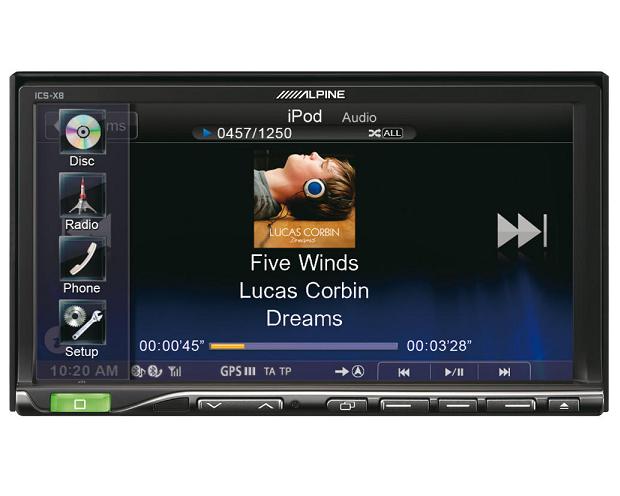 ICS-X8
ALPINE
iPod Audio
0457/1250
ALL
ms
Disc
Radio
Phone
Setup
LUCAS CORBIN
Dreams
Five Winds
Lucas Corbin
Dreams
00:00'45"
00:03'28"
10:20 AM
GPS
TA TP